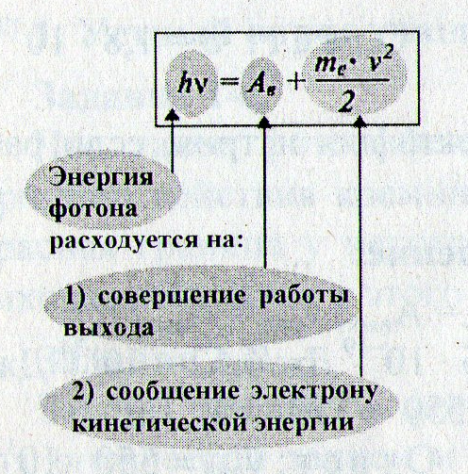 hν = Aв + mе · v² / 2
Энергия
фотона
расходуется на:
1) совершение работы
выхода
2) сообщение электрону
кинетической энергии